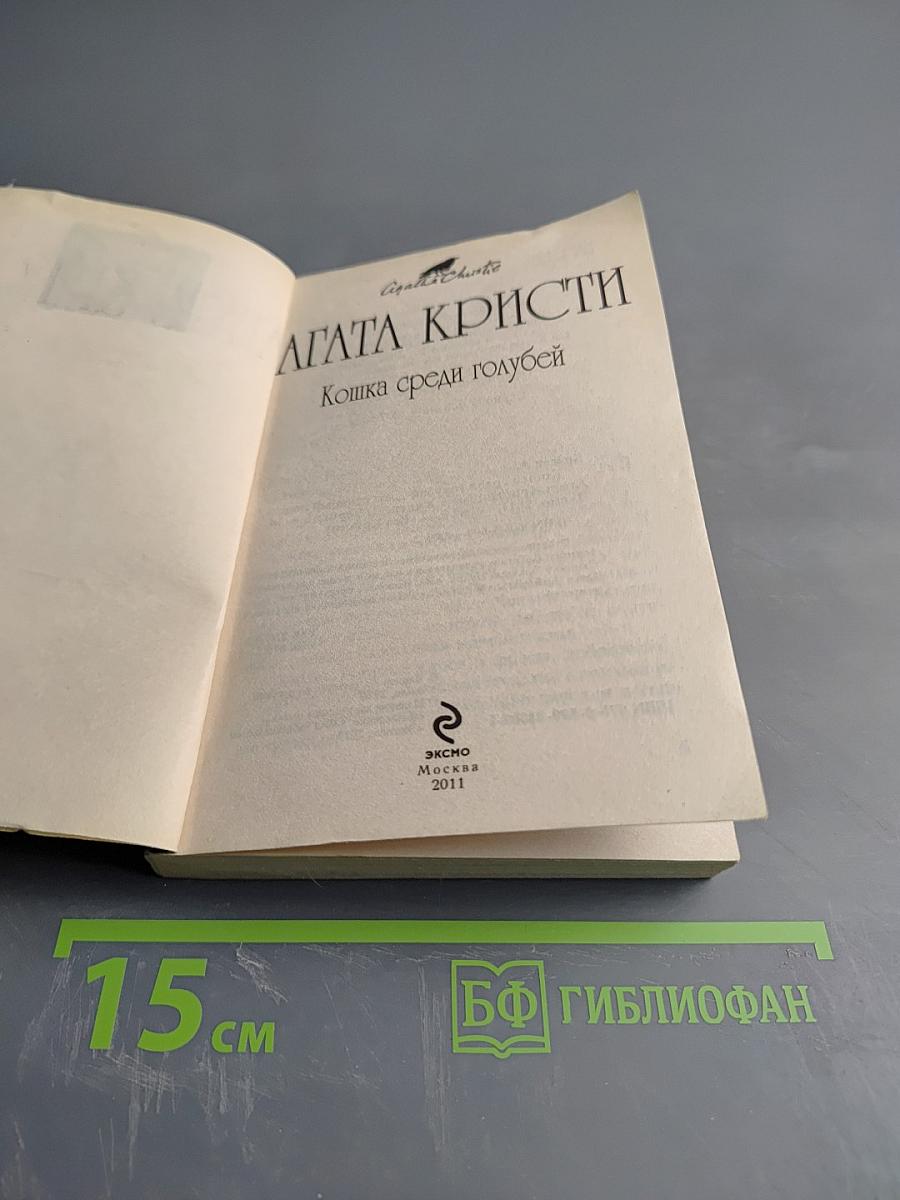 Agatha Christie
АГАТА КРИСТИ
Кошка среди голубей
ЭКСМО
Москва
2011
15 см
БФ ГИБЛИОФАН